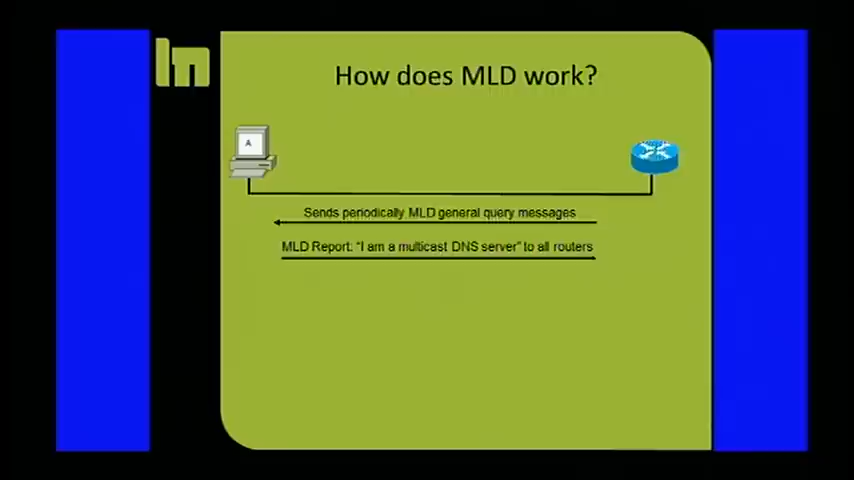 How does MLD work?
A
Sends periodically MLD general query messages
MLD Report: “I am a multicast DNS server” to all routers